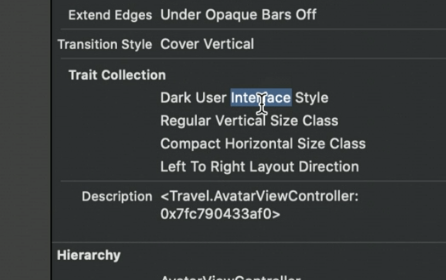 Extend Edges Under Opaque Bars Off
Transition Style Cover Vertical
Trait Collection
Dark User Interface Style
Regular Vertical Size Class
Compact Horizontal Size Class
Left To Right Layout Direction
Description <Travel.AvatarViewController:
0x7fc790433af0>
Hierarchy
AvatarViewController